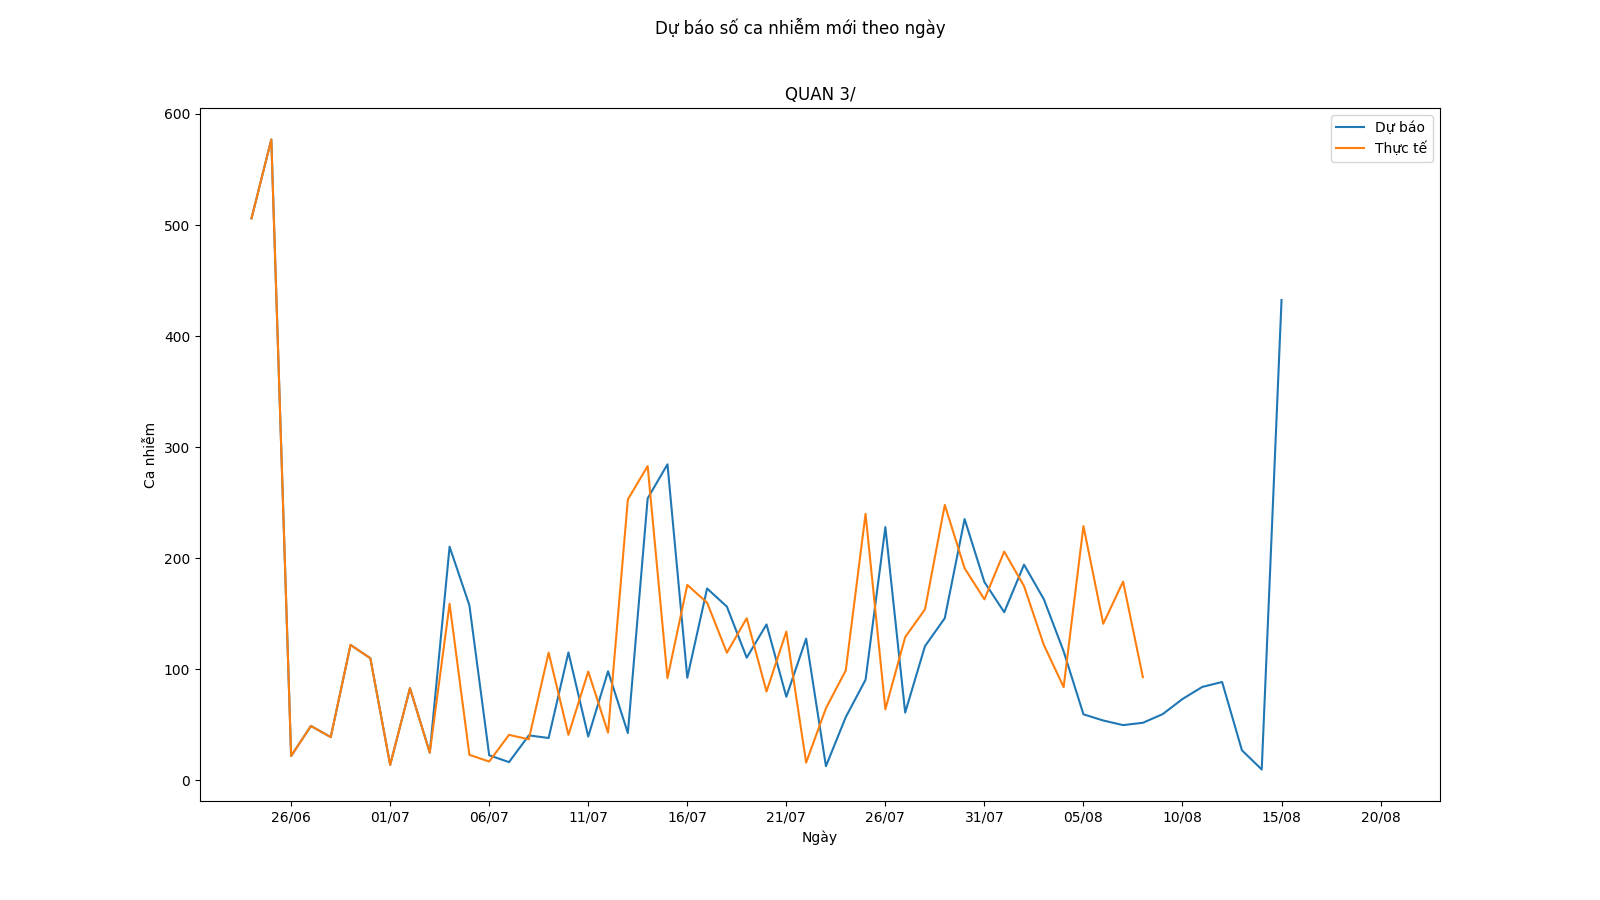 Dự báo số ca nhiễm mới theo ngày
QUAN 3/
Dự báo
Thực tế
600
500
400
300
200
100
0
Ca nhiễm
26/06 01/07 06/07 11/07 16/07 21/07 26/07 31/07 05/08 10/08 15/08 20/08
Ngày